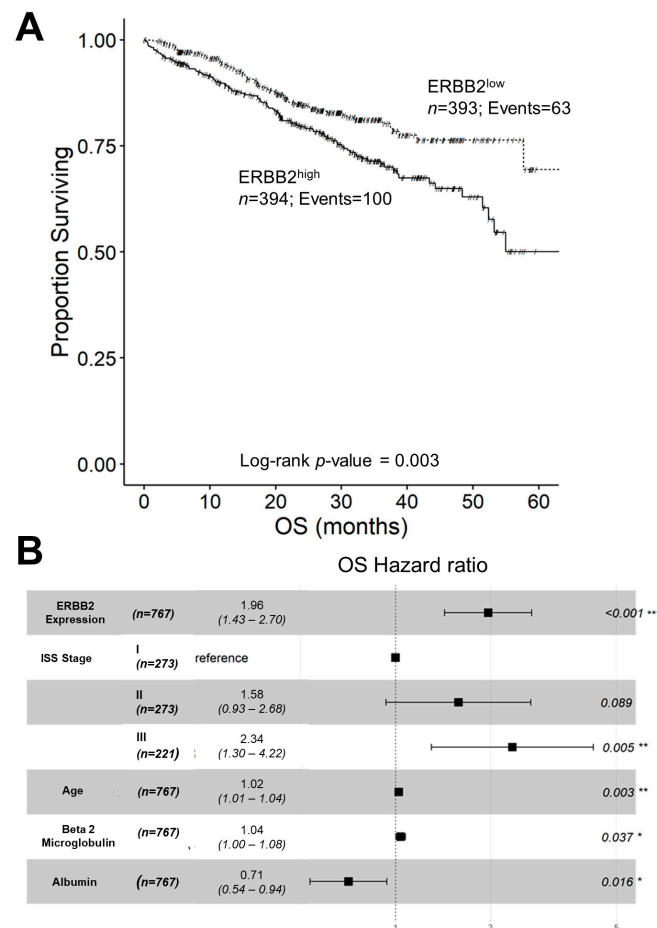 A
1.00
0.75
0.50
0.25
0.00
Proportion Surviving
ERBB2low
n=393; Events=63
ERBB2high
n=394; Events=100
Log-rank p-value = 0.003
0 10 20 30 40 50 60
OS (months)
B
OS Hazard ratio
ERBB2
Expression
(n=767)
1.96
(1.43 – 2.70)
<0.001 **
ISS Stage
I
(n=273)
reference
II
(n=273)
1.58
(0.93 – 2.68)
0.089
III
(n=221)
2.34
(1.30 – 4.22)
0.005 **
Age
(n=767)
1.02
(1.01 – 1.04)
0.003 **
Beta 2
Microglobulin
(n=767)
1.04
(1.00 – 1.08)
0.037 *
Albumin
(n=767)
0.71
(0.54 – 0.94)
0.016 *